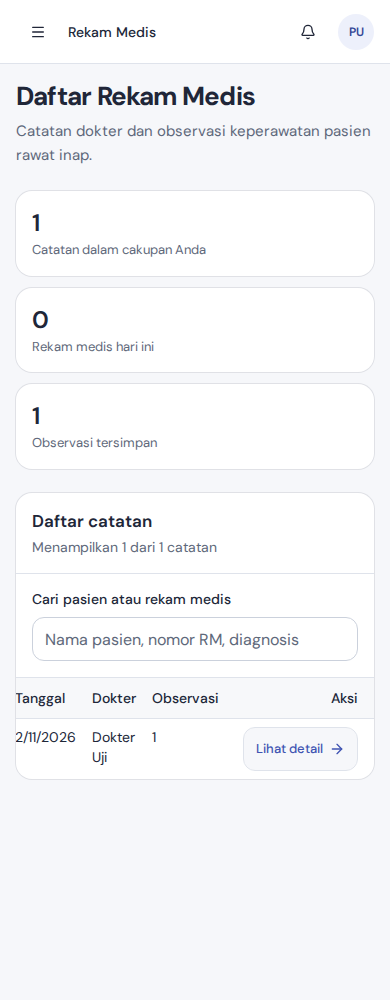 Rekam Medis
PU
Daftar Rekam Medis
Catatan dokter dan observasi keperawatan pasien
rawat inap.
1
Catatan dalam cakupan Anda
0
Rekam medis hari ini
1
Observasi tersimpan
Daftar catatan
Menampilkan 1 dari 1 catatan
Cari pasien atau rekam medis
Nama pasien, nomor RM, diagnosis
Tanggal Dokter Observasi Aksi
2/11/2026 Dokter 1 Lihat detail →
Uji